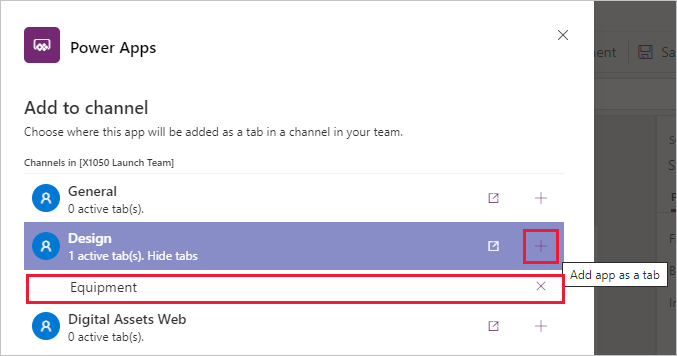 Power Apps
Add to channel
Choose where this app will be added as a tab in a channel in your team.
Channels in [X1050 Launch Team]
General
0 active tab(s).
Design
1 active tab(s). Hide tabs
Add app as a tab
Equipment
Digital Assets Web
0 active tab(s).